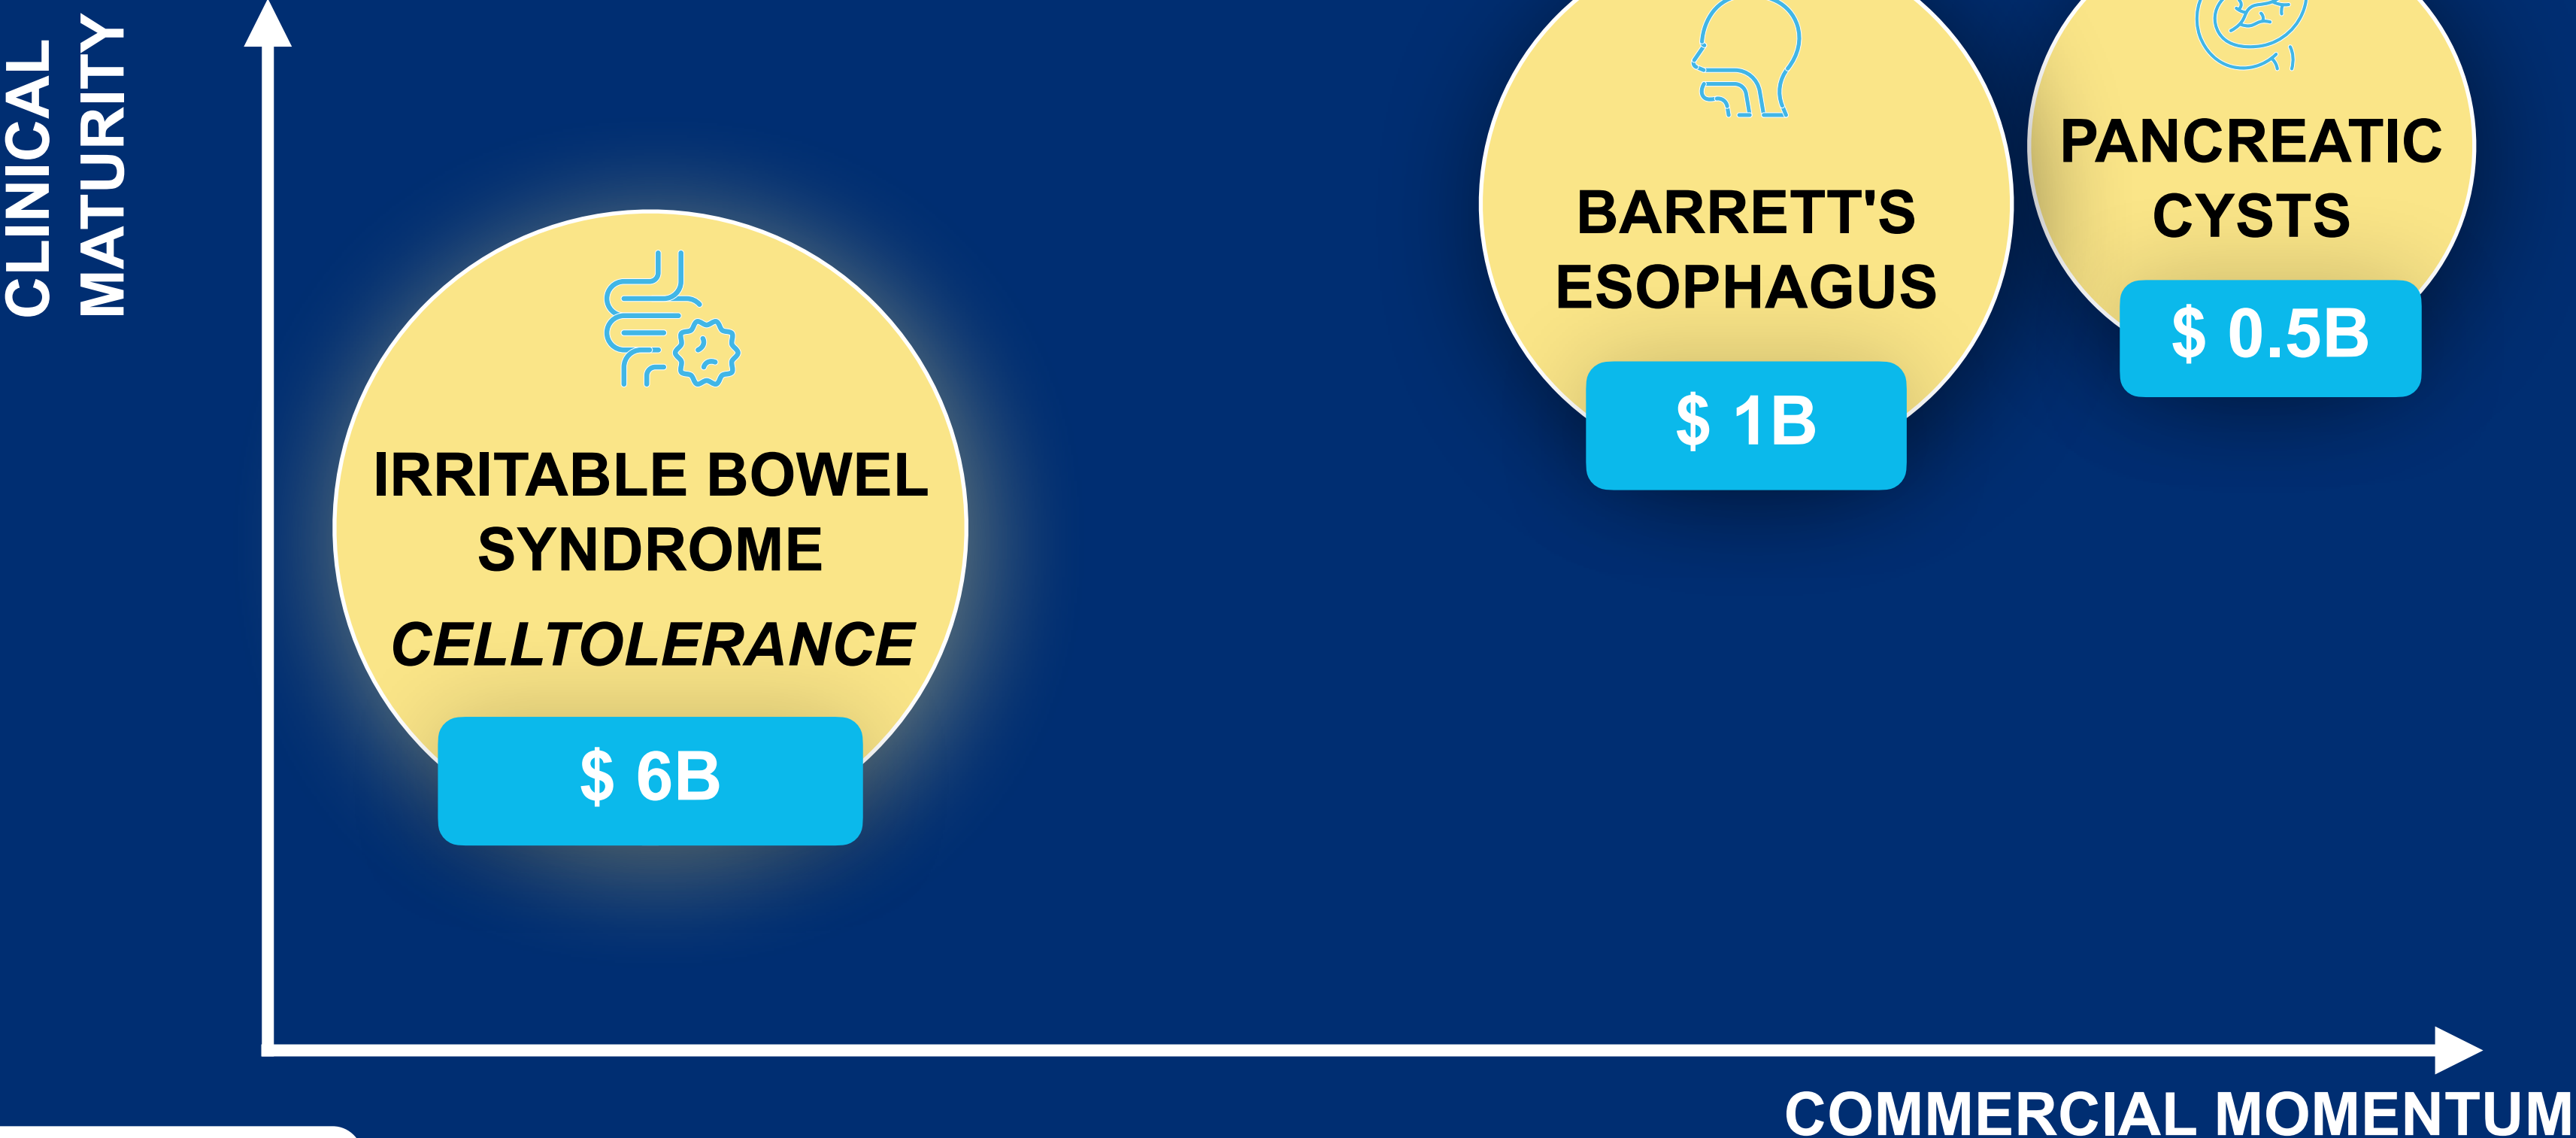 CLINICAL
MATURITY
BARRETT'S
ESOPHAGUS
$ 1B
PANCREATIC
CYSTS
$ 0.5B
IRRITABLE BOWEL
SYNDROME
CELLTOLERANCE
$ 6B
COMMERCIAL MOMENTUM